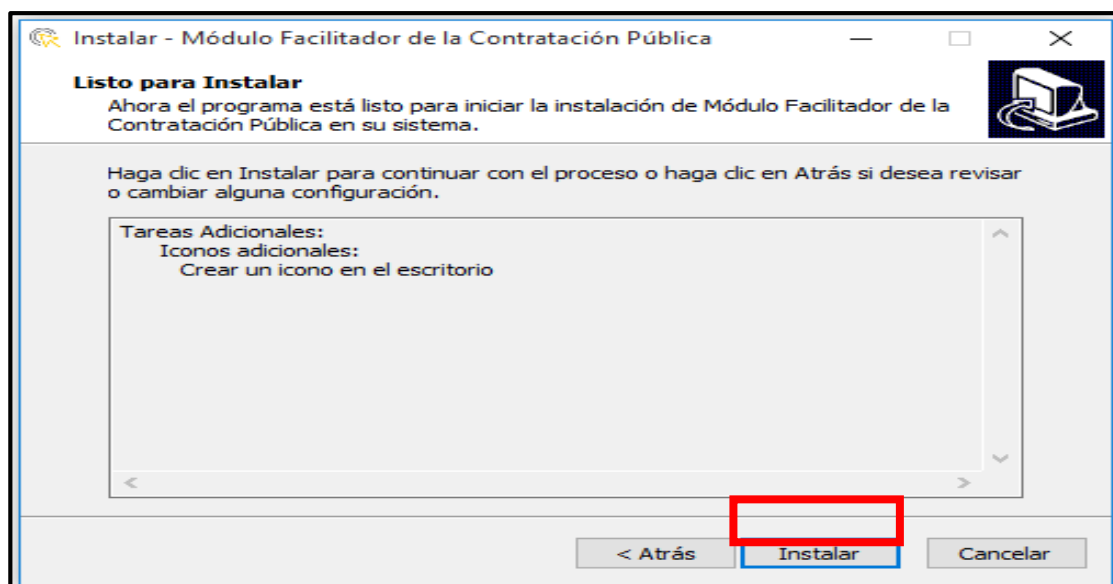 Instalar - Módulo Facilitador de la Contratación Pública
Listo para Instalar
Ahora el programa está listo para iniciar la instalación de Módulo Facilitador de la
Contratación Pública en su sistema.
Haga clic en Instalar para continuar con el proceso o haga clic en Atrás si desea revisar
o cambiar alguna configuración.
Tareas Adicionales:
Iconos adicionales:
Crear un icono en el escritorio
< Atrás
Instalar
Cancelar